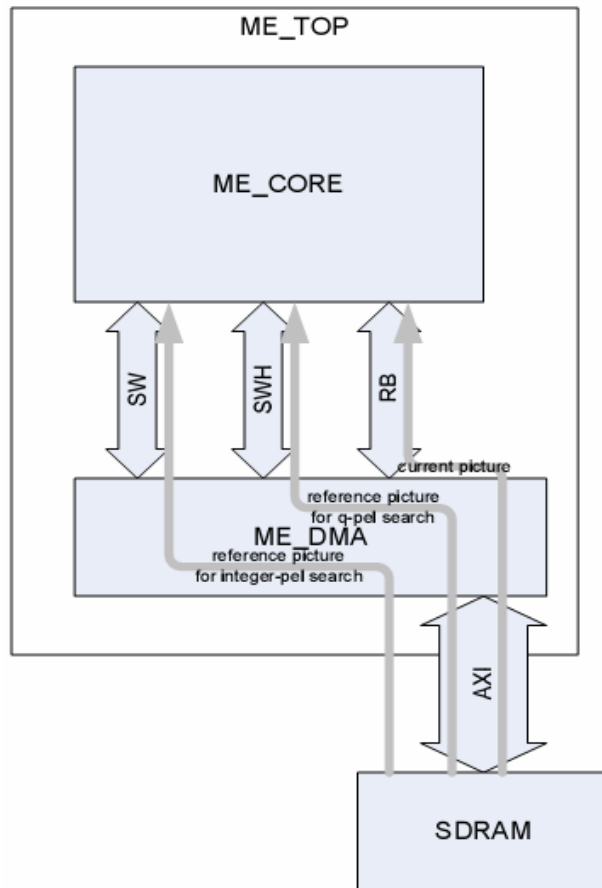 ME_TOP
ME_CORE
SW
SWH
RB
current picture
reference picture
for q-pel search
ME_DMA
reference picture
for integer-pel search
AXI
SDRAM